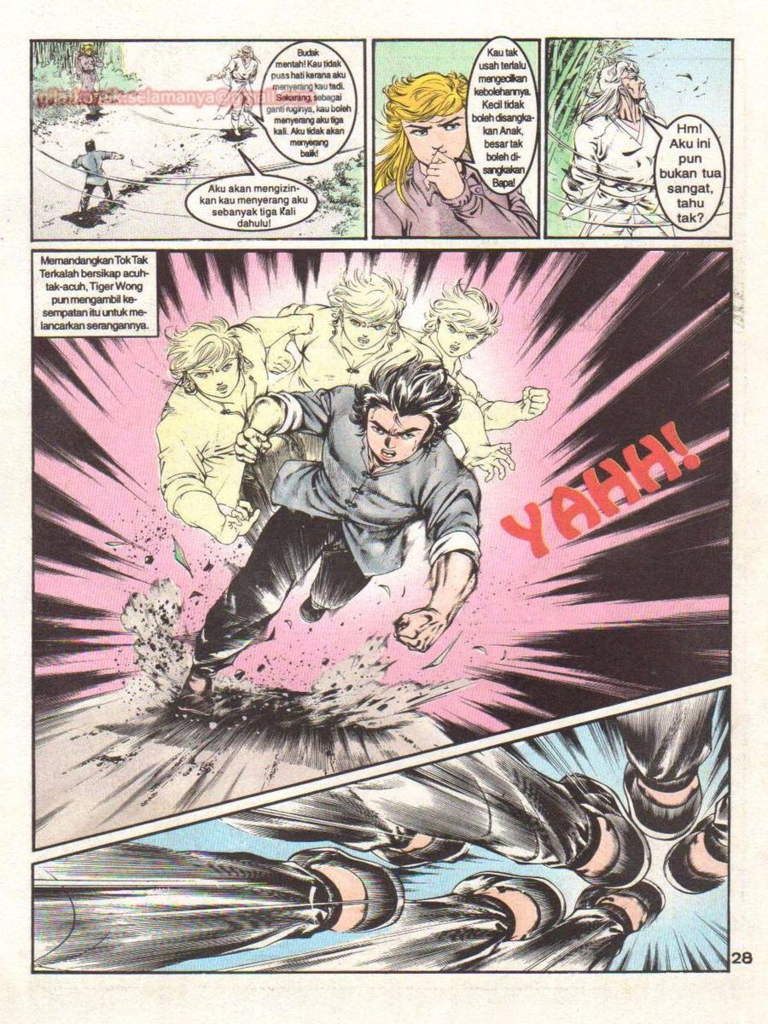 Budak
mentah! Kau tidak
puas hati kerana aku
menyerang kau tadi.
Sekarang, sebagai
ganti ruginya, kau boleh
menyerang aku tiga
kali. Aku tidak akan
menyerang
balik!
Aku akan mengizin-
kan kau menyerang aku
sebanyak tiga kali
dahulu!
Kau tak
usah terlalu
mengecilkan
kebolehannya.
Kecil tidak
boleh disangka-
kan Anak,
besar tak
boleh di-
sangkakan
Bapa!
Hm!
Aku ini
pun
bukan tua
sangat,
tahu
tak?
Memandangkan Tok Tak
Terkalah bersikap acuh-
tak-acuh, Tiger Wong
pun mengambil ke-
sempatan itu untuk me-
lancarkan serangannya.
YAHH!
28